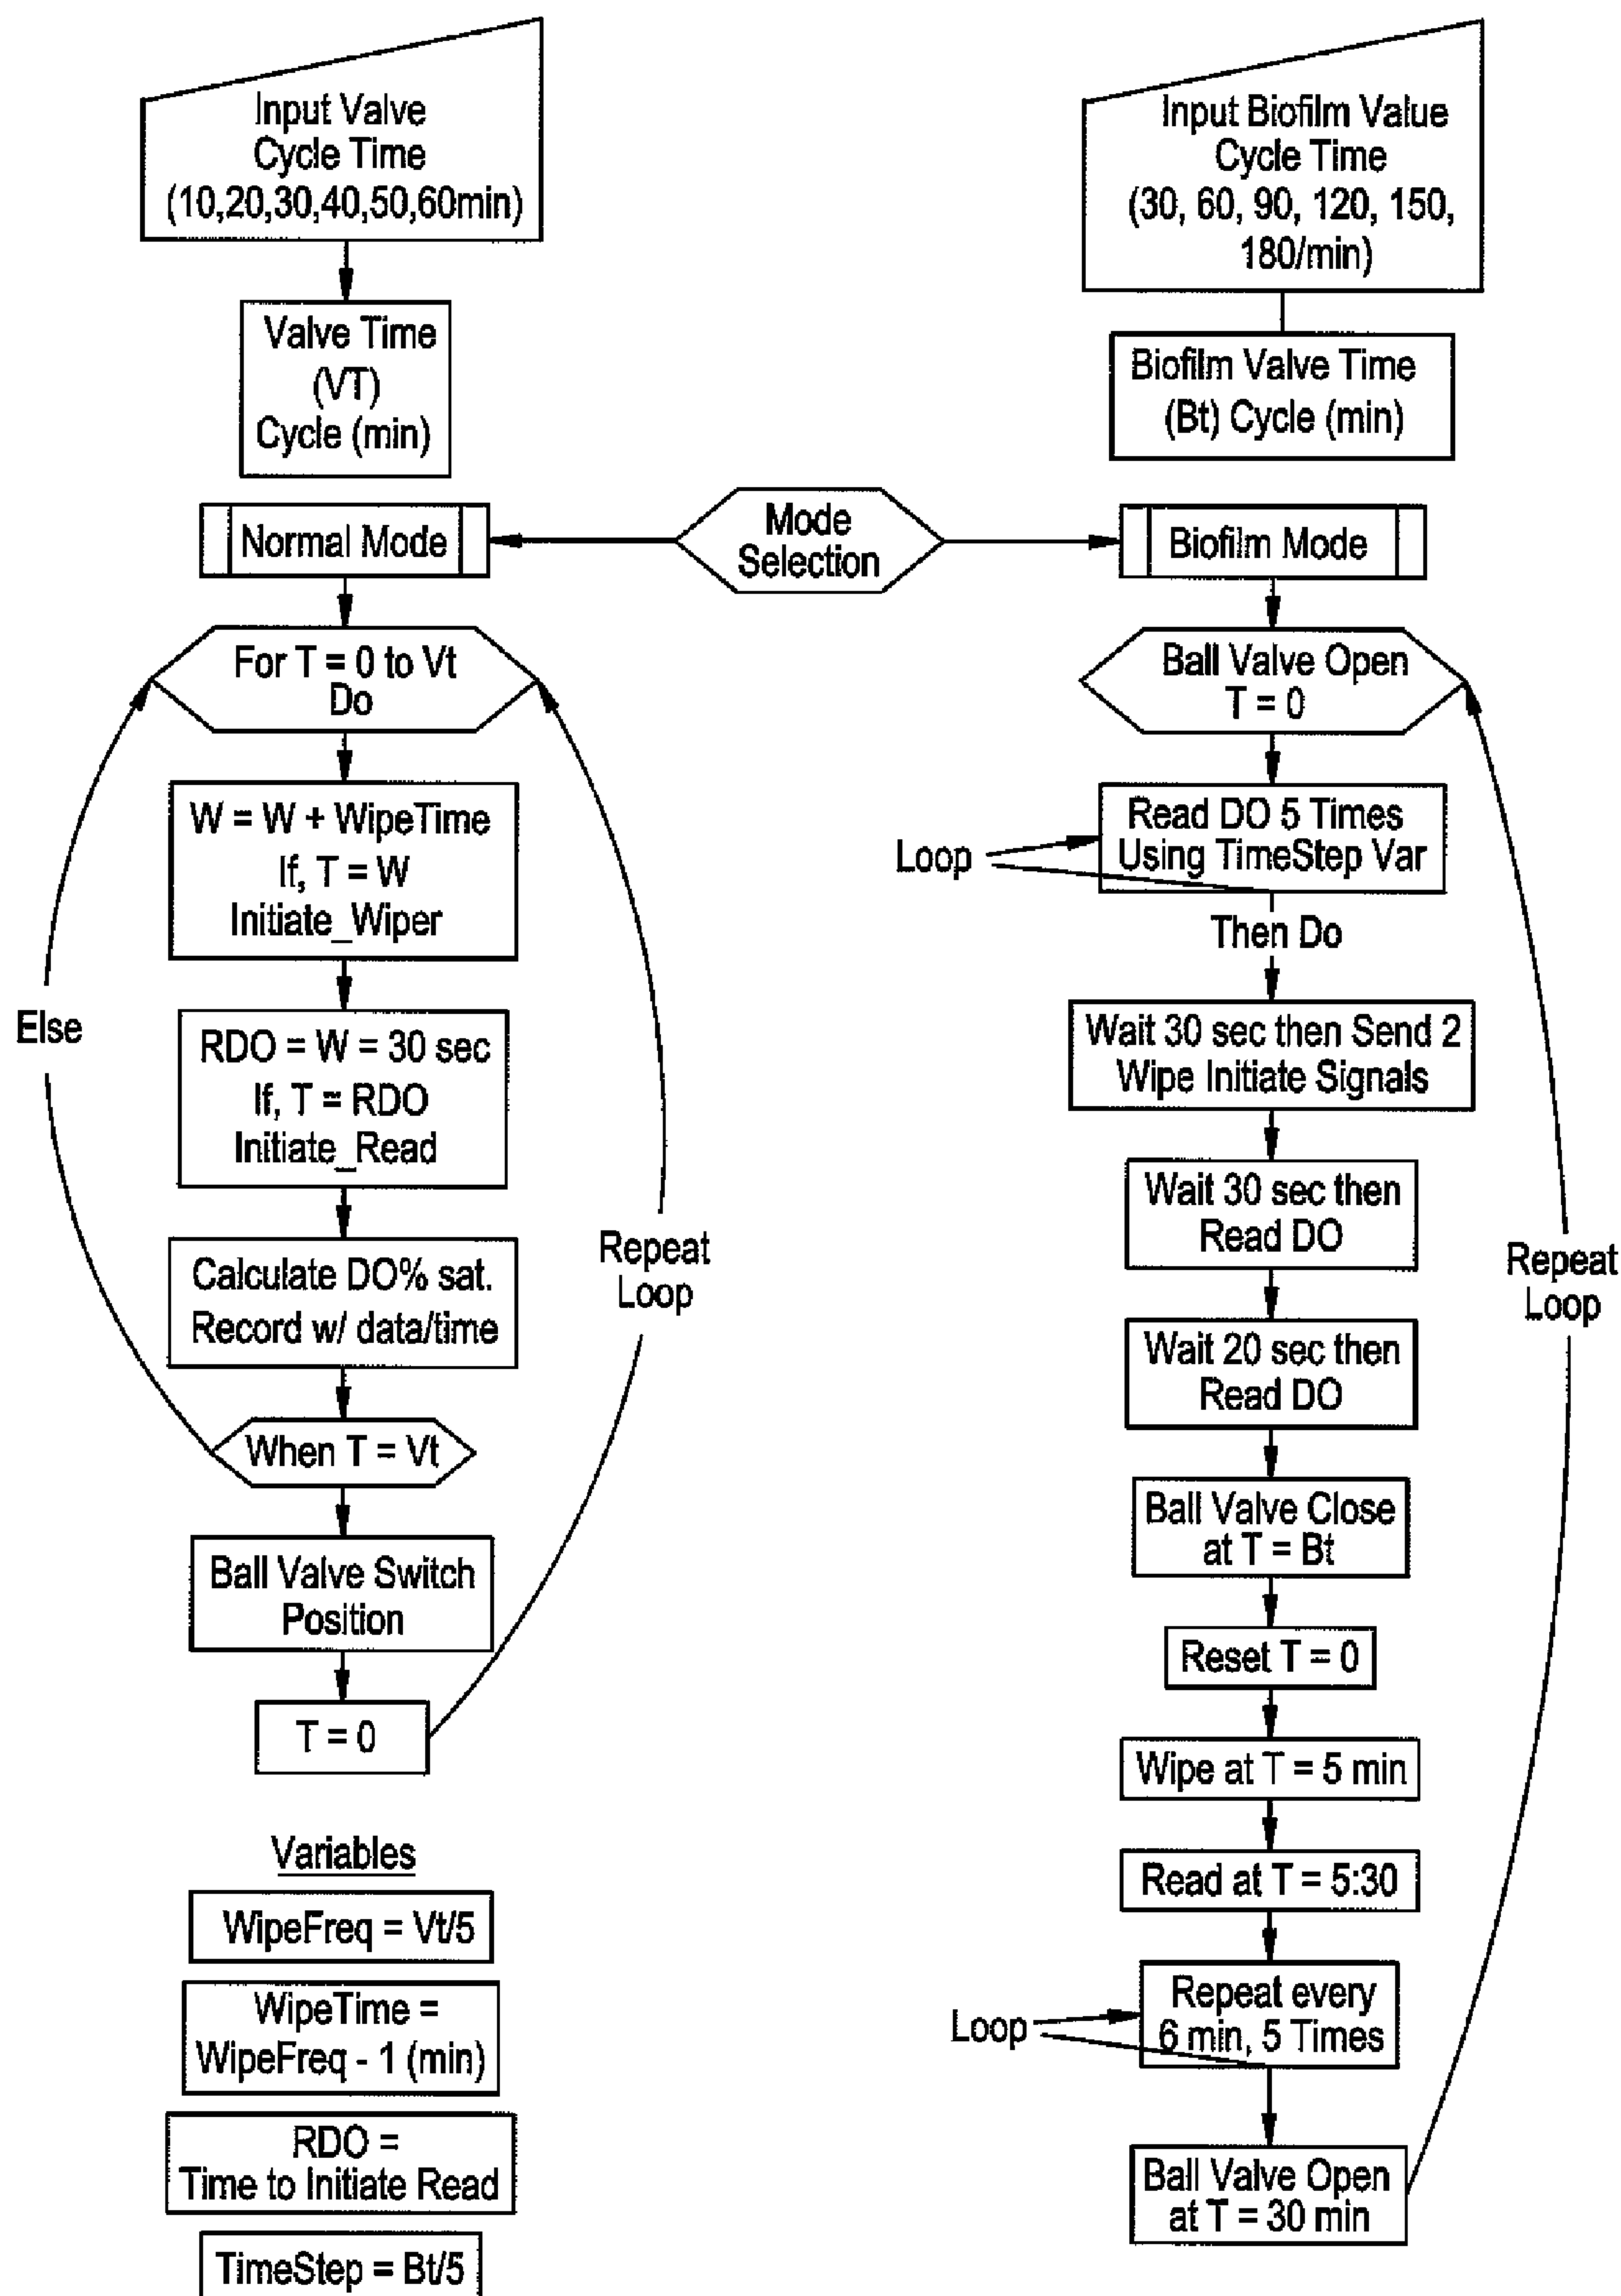 Input Valve
Cycle Time
(10,20,30,40,50,60min)
Valve Time
(VT)
Cycle (min)
Normal Mode
For T = 0 to Vt
Do
W = W + WipeTime
If, T = W
Initiate_Wiper
RDO = W = 30 sec
If, T = RDO
Initiate_Read
Calculate DO% sat.
Record w/ data/time
When T = Vt
Ball Valve Switch
Position
T = 0
Else
Repeat
Loop
Variables
WipeFreq = Vt/5
WipeTime =
WipeFreq - 1 (min)
RDO =
Time to Initiate Read
TimeStep = Bt/5
Mode
Selection
Input Biofilm Value
Cycle Time
(30, 60, 90, 120, 150,
180/min)
Biofilm Valve Time
(Bt) Cycle (min)
Biofilm Mode
Ball Valve Open
T = 0
Loop
Read DO 5 Times
Using TimeStep Var
Then Do
Wait 30 sec then Send 2
Wipe Initiate Signals
Wait 30 sec then
Read DO
Wait 20 sec then
Read DO
Ball Valve Close
at T = Bt
Reset T = 0
Wipe at T = 5 min
Read at T = 5:30
Loop
Repeat every
6 min, 5 Times
Ball Valve Open
at T = 30 min
Repeat
Loop